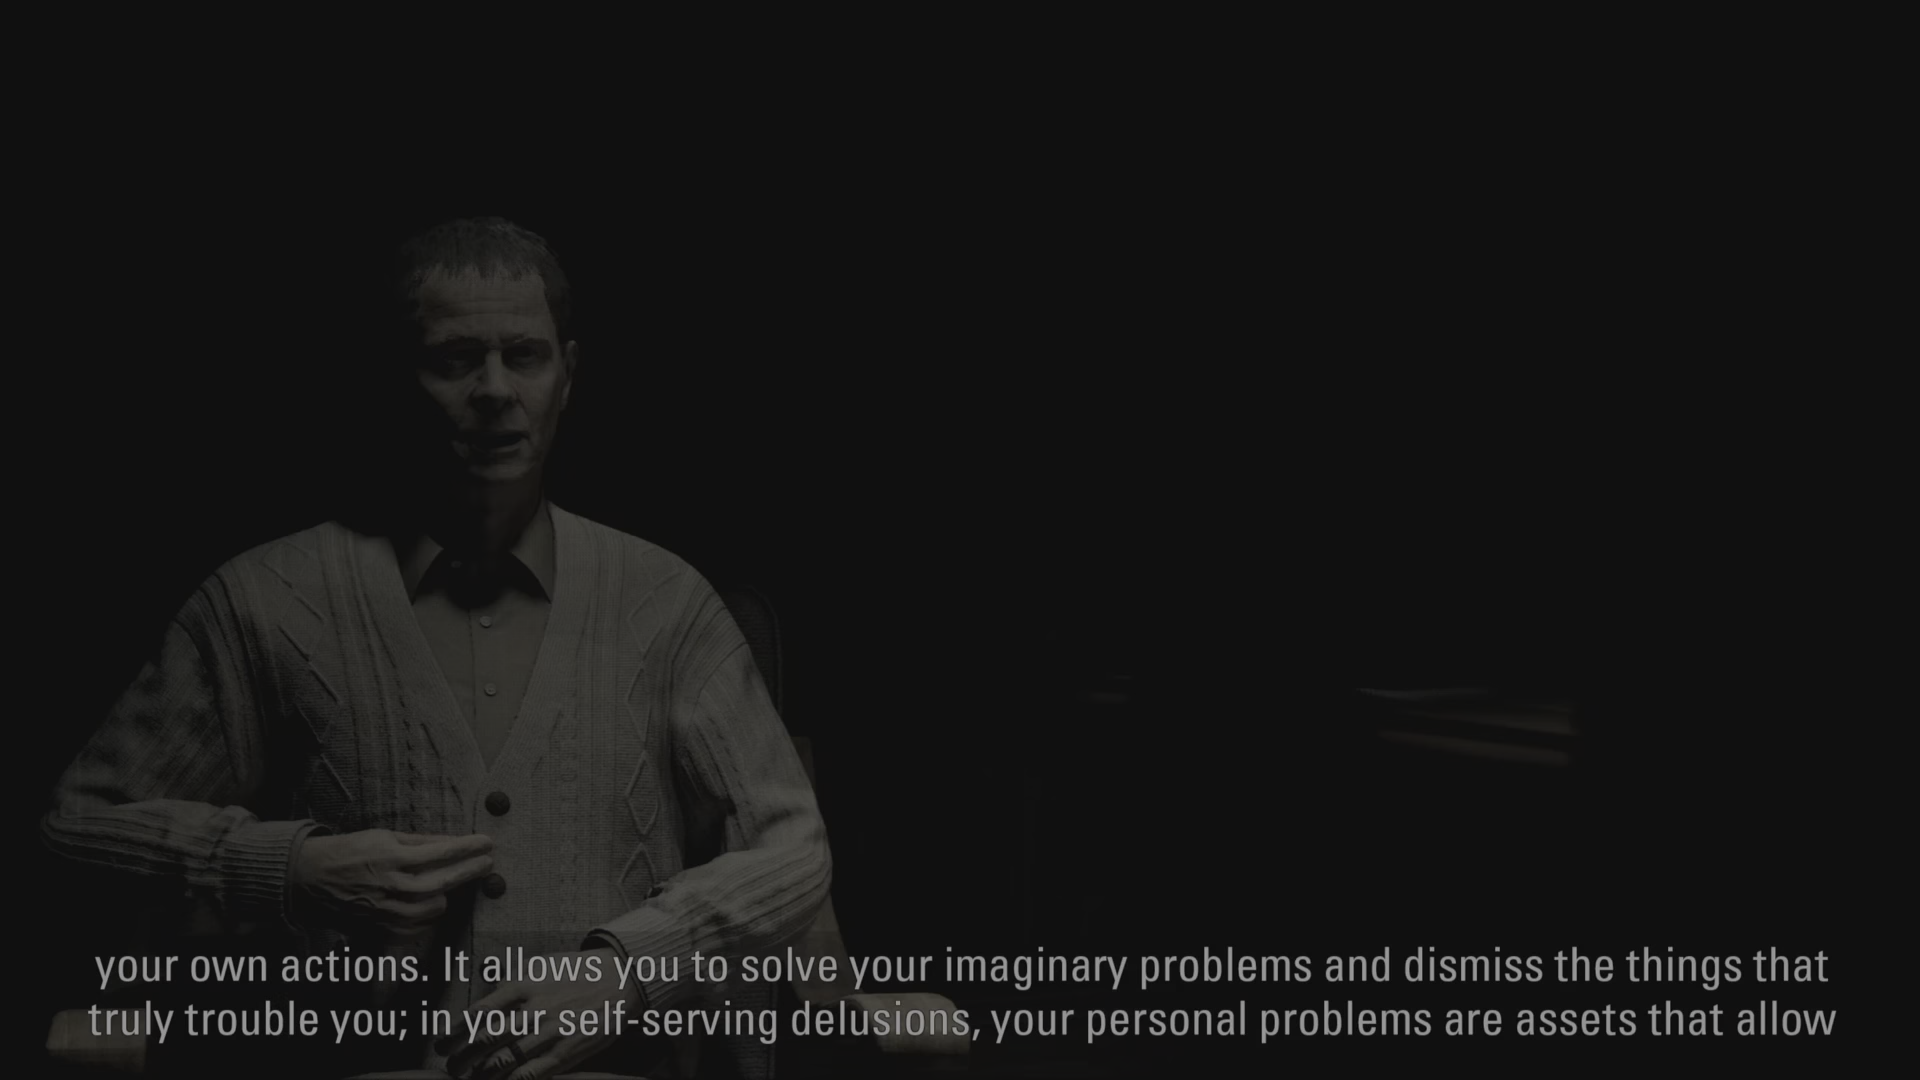 your own actions. It allows you to solve your imaginary problems and dismiss the things that
truly trouble you; in your self-serving delusions, your personal problems are assets that allow